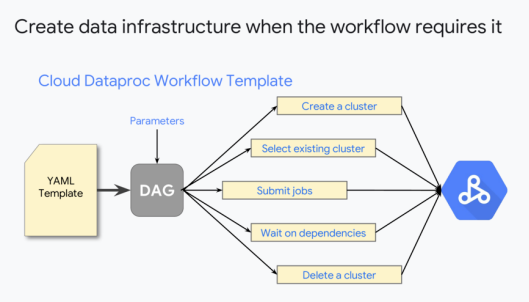 Create data infrastructure when the workflow requires it
Cloud Dataproc Workflow Template
Parameters
YAML
Template
DAG
Create a cluster
Select existing cluster
Submit jobs
Wait on dependencies
Delete a cluster